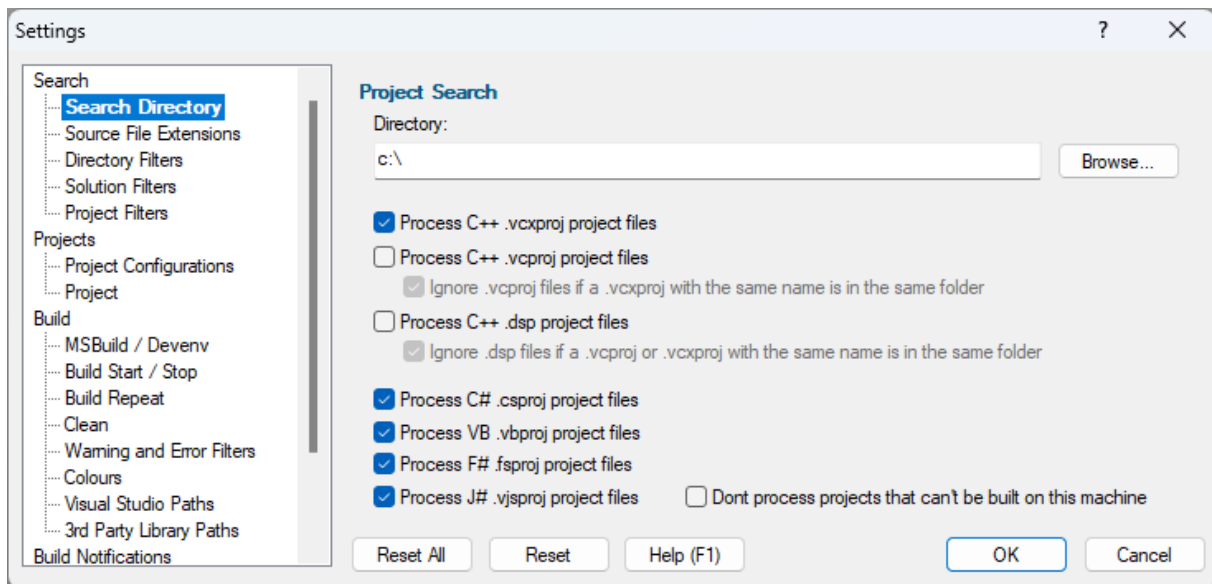 Settings
?
Search
Search Directory
Source File Extensions
Directory Filters
Solution Filters
Project Filters
Projects
Project Configurations
Project
Build
MSBuild / Devenv
Build Start / Stop
Build Repeat
Clean
Warning and Error Filters
Colours
Visual Studio Paths
3rd Party Library Paths
Build Notifications
Project Search
Directory:
c:\
Browse...
Process C++ .vcxproj project files
Process C++ .vcproj project files
Ignore .vcproj files if a .vcxproj with the same name is in the same folder
Process C++ .dsp project files
Ignore .dsp files if a .vcproj or .vcxproj with the same name is in the same folder
Process C# .csproj project files
Process VB .vbproj project files
Process F# .fsproj project files
Process J# .vjsproj project files
Dont process projects that can't be built on this machine
Reset All
Reset
Help (F1)
OK
Cancel